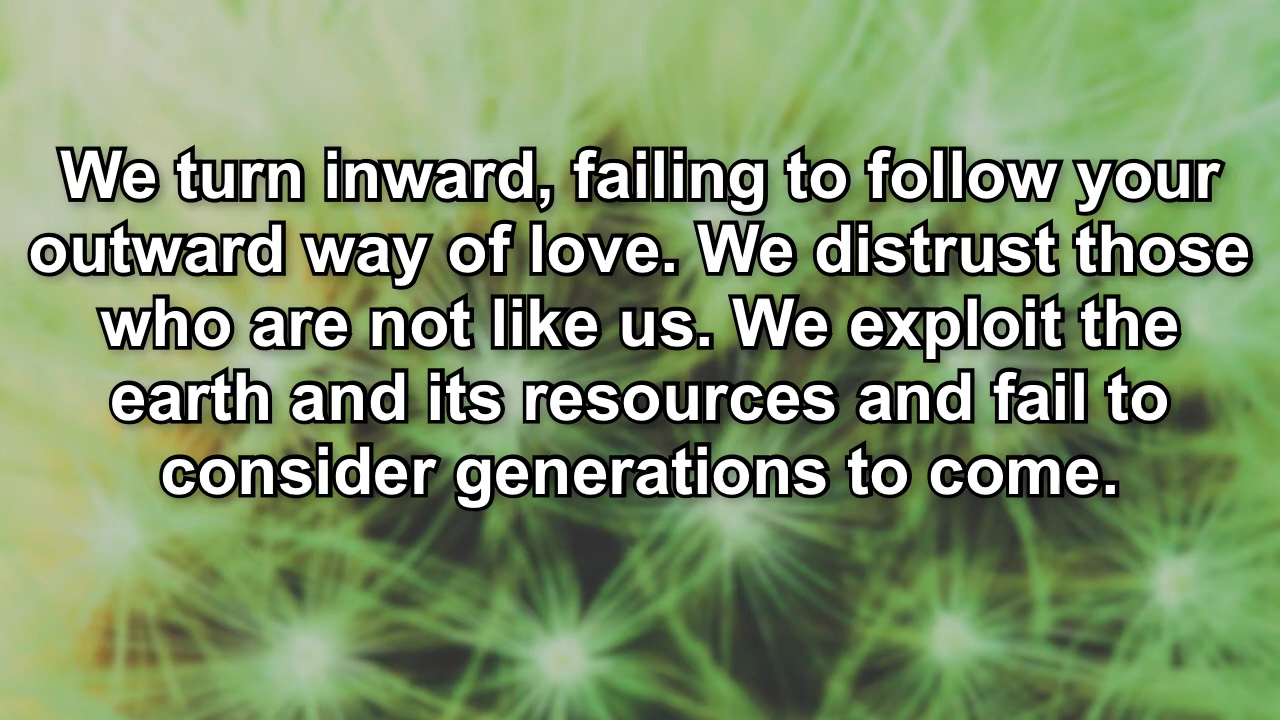 We turn inward, failing to follow your
outward way of love. We distrust those
who are not like us. We exploit the
earth and its resources and fail to
consider generations to come.